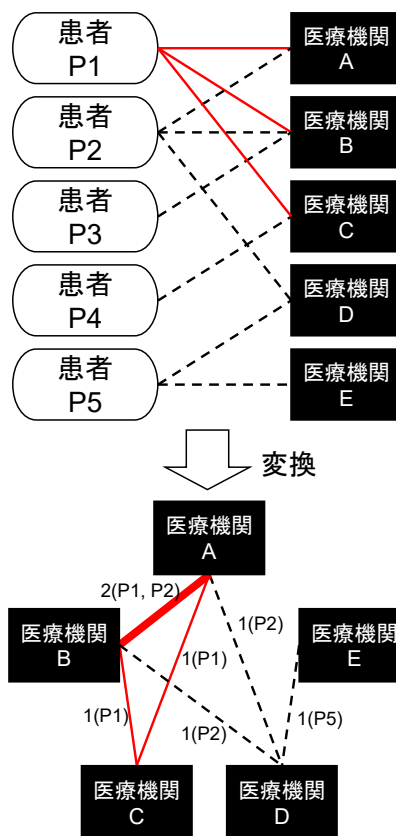 患者
P1
医療機関
A
患者
P2
医療機関
B
患者
P3
医療機関
C
患者
P4
医療機関
D
患者
P5
医療機関
E
変換
医療機関
A
2(P1, P2)
医療機関
B
1(P2)
医療機関
E
1(P1)
1(P1)
1(P2)
1(P5)
医療機関
C
医療機関
D